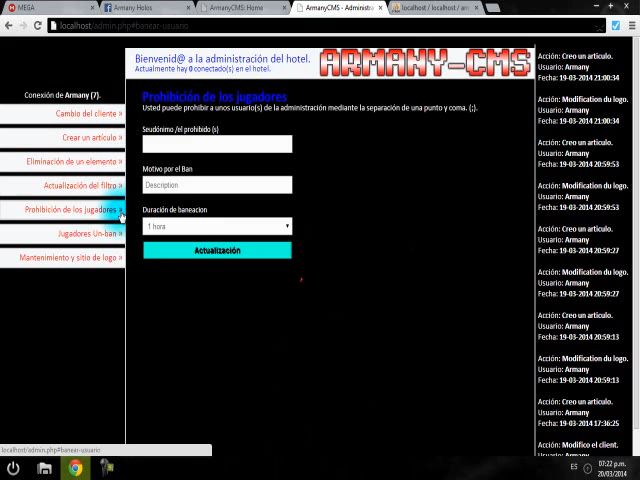 MEGA
Armany Holos
ArmanyCMS: Home
ArmanyCMS - Administra
localhost / localhost / arm
localhost/admin.php#banear-usuario
Bienvenid@ a la administración del hotel.
Actualmente hay 0 conectado(s) en el hotel.
ARMANY-CMS
Conexión de Armany (7).
Cambio del cliente »
Crear un artículo »
Eliminación de un elemento »
Actualización del filtro »
Prohibición de los jugadores »
Jugadores Un-ban »
Mantenimiento y sitio de logo »
Prohibición de los jugadores
Usted puede prohibir a unos usuario(s) de la administración mediante la separación de una punto y coma. (;).
Seudónimo /el prohibido (s)
Motivo por el Ban
Description
Duración de baneacion
1 hora
Actualización
Acción: Creo un articulo.
Usuario: Armany
Fecha: 19-03-2014 21:00:34
Acción: Modification du logo.
Usuario: Armany
Fecha: 19-03-2014 21:00:34
Acción: Creo un articulo.
Usuario: Armany
Fecha: 19-03-2014 20:59:53
Acción: Modification du logo.
Usuario: Armany
Fecha: 19-03-2014 20:59:53
Acción: Creo un articulo.
Usuario: Armany
Fecha: 19-03-2014 20:59:27
Acción: Modification du logo.
Usuario: Armany
Fecha: 19-03-2014 20:59:27
Acción: Creo un articulo.
Usuario: Armany
Fecha: 19-03-2014 20:59:13
Acción: Modification du logo.
Usuario: Armany
Fecha: 19-03-2014 20:59:13
Acción: Creo un articulo.
Usuario: Armany
Fecha: 19-03-2014 17:36:25
Acción: Modifico el client.
localhost/admin.php#banear-usuario
ES
07:22 p.m.
20/03/2014